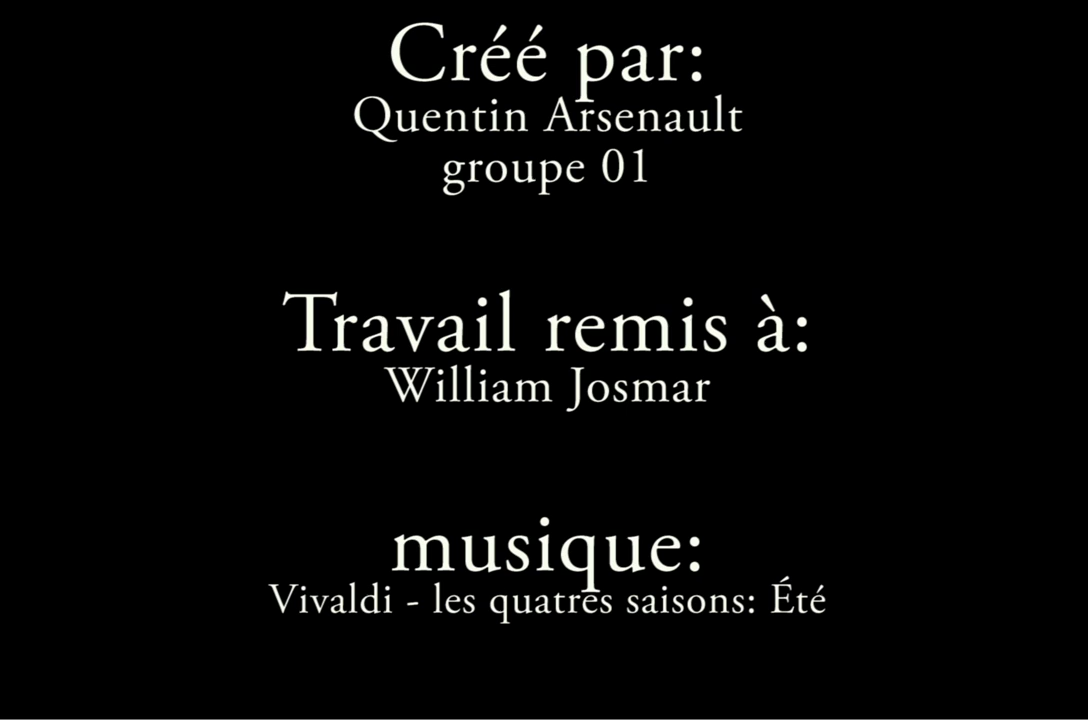 Créé par:
Quentin Arsenault
groupe 01
Travail remis à:
William Josmar
musique:
Vivaldi - les quatres saisons: Été